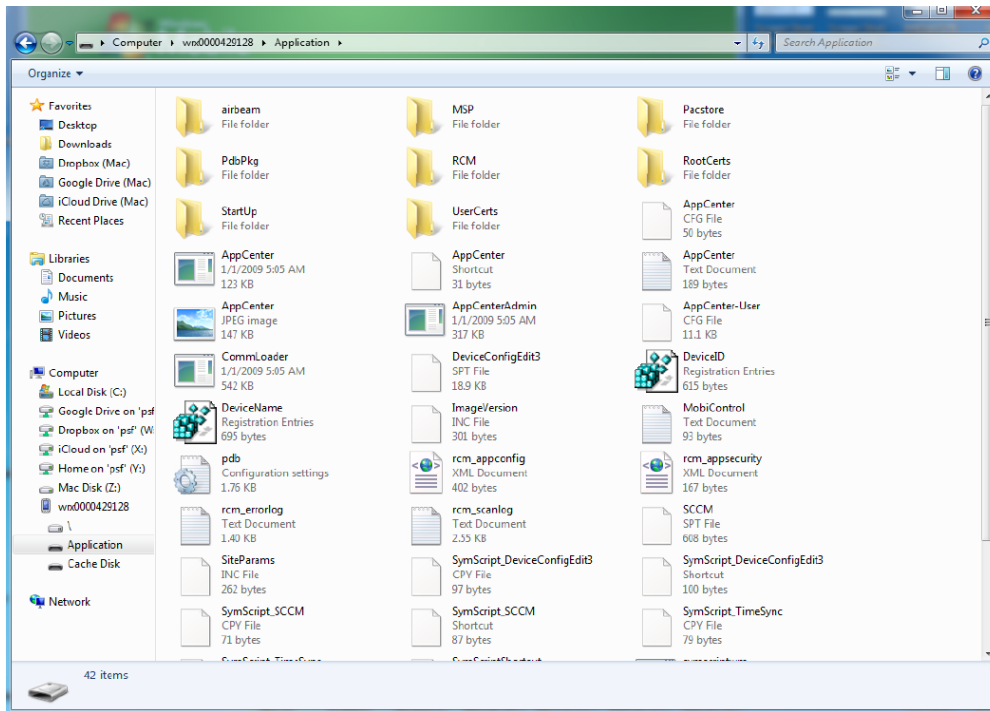 Computer ▸ wrx0000429128 ▸ Application ▸
Search Application
Organize
Favorites
Desktop
Downloads
Dropbox (Mac)
Google Drive (Mac)
iCloud Drive (Mac)
Recent Places
Libraries
Documents
Music
Pictures
Videos
Computer
Local Disk (C:)
Google Drive on 'psf
Dropbox on 'psf' (W:
iCloud on 'psf' (X:)
Home on 'psf' (Y:)
Mac Disk (Z:)
wrx0000429128
\
Application
Cache Disk
Network
airbeam
File folder
MSP
File folder
Pacstore
File folder
PdbPkg
File folder
RCM
File folder
RootCerts
File folder
StartUp
File folder
UserCerts
File folder
AppCenter
CFG File
50 bytes
AppCenter
1/1/2009 5:05 AM
123 KB
AppCenter
Shortcut
31 bytes
AppCenter
Text Document
189 bytes
AppCenter
JPEG image
147 KB
AppCenterAdmin
1/1/2009 5:05 AM
317 KB
AppCenter-User
CFG File
11.1 KB
CommLoader
1/1/2009 5:05 AM
542 KB
DeviceConfigEdit3
SPT File
18.9 KB
DeviceID
Registration Entries
615 bytes
DeviceName
Registration Entries
695 bytes
ImageVersion
INC File
301 bytes
MobiControl
Text Document
93 bytes
pdb
Configuration settings
1.76 KB
rcm_appconfig
XML Document
402 bytes
rcm_appsecurity
XML Document
167 bytes
rcm_errorlog
Text Document
1.40 KB
rcm_scanlog
Text Document
2.55 KB
SCCM
SPT File
608 bytes
SiteParams
INC File
262 bytes
SymScript_DeviceConfigEdit3
CPY File
97 bytes
SymScript_DeviceConfigEdit3
Shortcut
100 bytes
SymScript_SCCM
CPY File
71 bytes
SymScript_SCCM
Shortcut
87 bytes
SymScript_TimeSync
CPY File
79 bytes
42 items